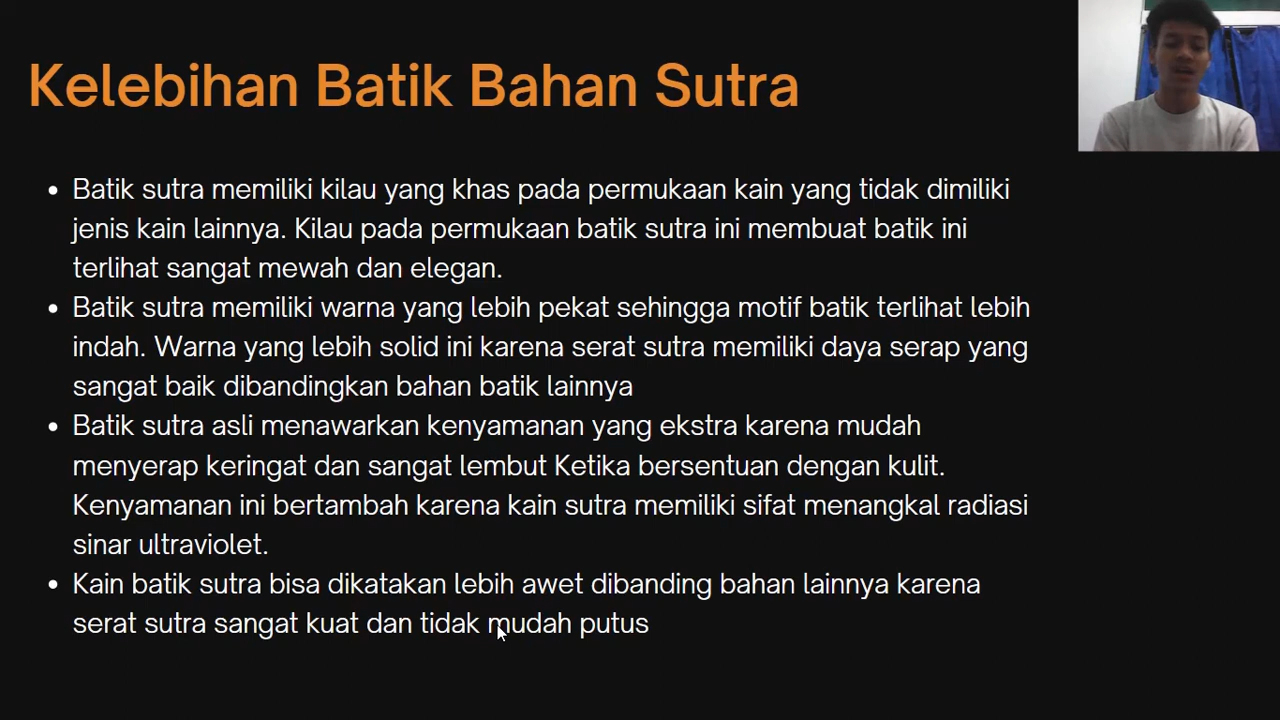 Kelebihan Batik Bahan Sutra
• Batik sutra memiliki kilau yang khas pada permukaan kain yang tidak dimiliki
jenis kain lainnya. Kilau pada permukaan batik sutra ini membuat batik ini
terlihat sangat mewah dan elegan.
• Batik sutra memiliki warna yang lebih pekat sehingga motif batik terlihat lebih
indah. Warna yang lebih solid ini karena serat sutra memiliki daya serap yang
sangat baik dibandingkan bahan batik lainnya
• Batik sutra asli menawarkan kenyamanan yang ekstra karena mudah
menyerap keringat dan sangat lembut Ketika bersentuan dengan kulit.
Kenyamanan ini bertambah karena kain sutra memiliki sifat menangkal radiasi
sinar ultraviolet.
• Kain batik sutra bisa dikatakan lebih awet dibanding bahan lainnya karena
serat sutra sangat kuat dan tidak mudah putus